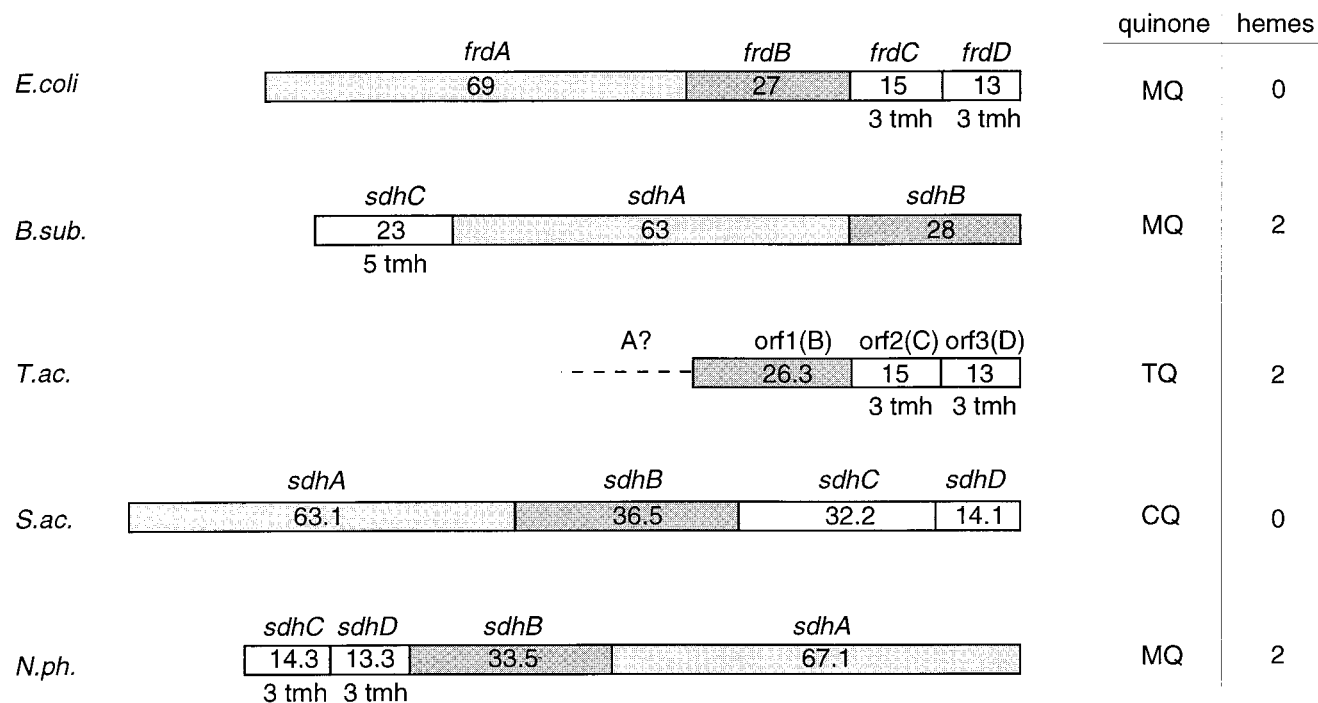 quinone hemes
frdA frdB frdC frdD
E.coli 69 27 15 13 MQ 0
3 tmh 3 tmh
sdhC sdhA sdhB
B.sub. 23 63 28 MQ 2
5 tmh
A? orf1(B) orf2(C) orf3(D)
T.ac. 26.3 15 13 TQ 2
3 tmh 3 tmh
sdhA sdhB sdhC sdhD
S.ac. 63.1 36.5 32.2 14.1 CQ 0
sdhC sdhD sdhB sdhA
N.ph. 14.3 13.3 33.5 67.1 MQ 2
3 tmh 3 tmh